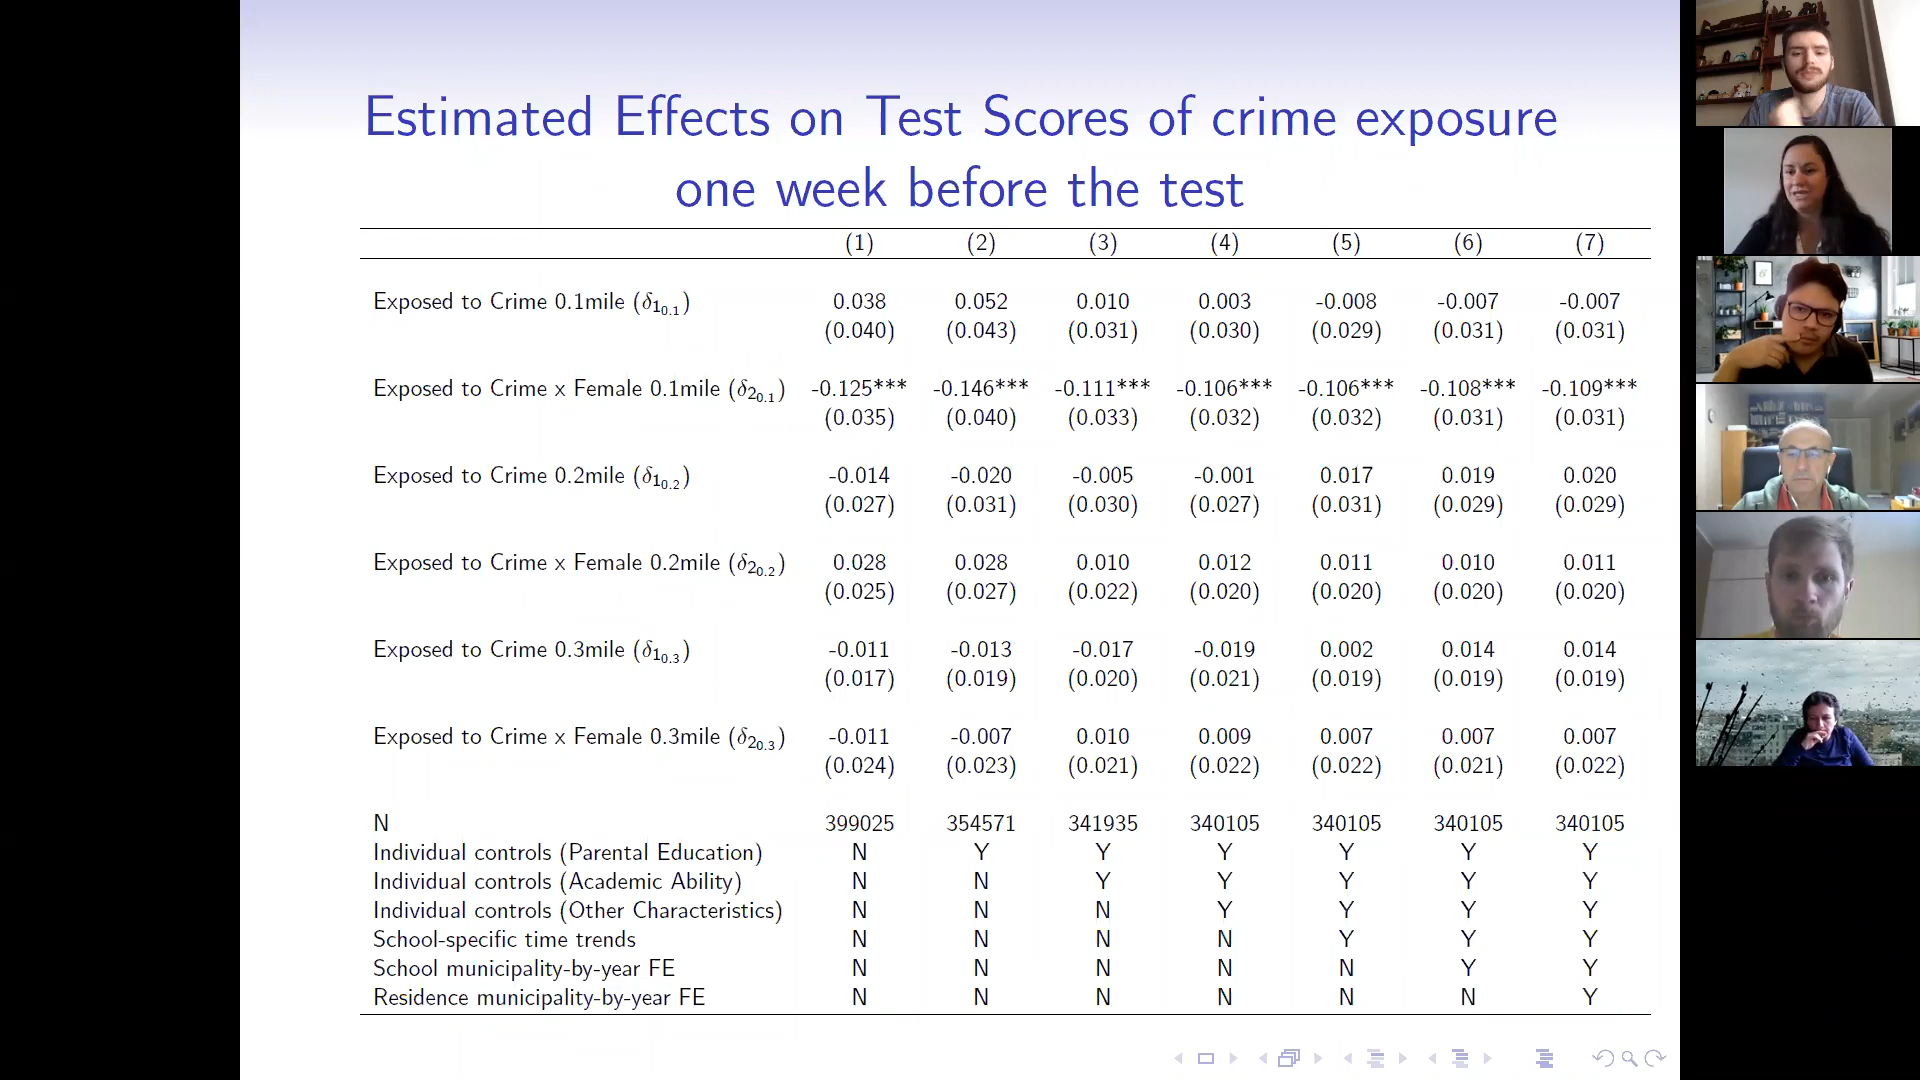 Estimated Effects on Test Scores of crime exposure
one week before the test
(1) (2) (3) (4) (5) (6) (7)
Exposed to Crime 0.1mile (δ1₀.₁) 0.038 0.052 0.010 0.003 -0.008 -0.007 -0.007
(0.040) (0.043) (0.031) (0.030) (0.029) (0.031) (0.031)
Exposed to Crime x Female 0.1mile (δ2₀.₁) -0.125*** -0.146*** -0.111*** -0.106*** -0.106*** -0.108*** -0.109***
(0.035) (0.040) (0.033) (0.032) (0.032) (0.031) (0.031)
Exposed to Crime 0.2mile (δ1₀.₂) -0.014 -0.020 -0.005 -0.001 0.017 0.019 0.020
(0.027) (0.031) (0.030) (0.027) (0.031) (0.029) (0.029)
Exposed to Crime x Female 0.2mile (δ2₀.₂) 0.028 0.028 0.010 0.012 0.011 0.010 0.011
(0.025) (0.027) (0.022) (0.020) (0.020) (0.020) (0.020)
Exposed to Crime 0.3mile (δ1₀.₃) -0.011 -0.013 -0.017 -0.019 0.002 0.014 0.014
(0.017) (0.019) (0.020) (0.021) (0.019) (0.019) (0.019)
Exposed to Crime x Female 0.3mile (δ2₀.₃) -0.011 -0.007 0.010 0.009 0.007 0.007 0.007
(0.024) (0.023) (0.021) (0.022) (0.022) (0.021) (0.022)
N 399025 354571 341935 340105 340105 340105 340105
Individual controls (Parental Education) N Y Y Y Y Y Y
Individual controls (Academic Ability) N N Y Y Y Y Y
Individual controls (Other Characteristics) N N N Y Y Y Y
School-specific time trends N N N N Y Y Y
School municipality-by-year FE N N N N N Y Y
Residence municipality-by-year FE N N N N N N Y